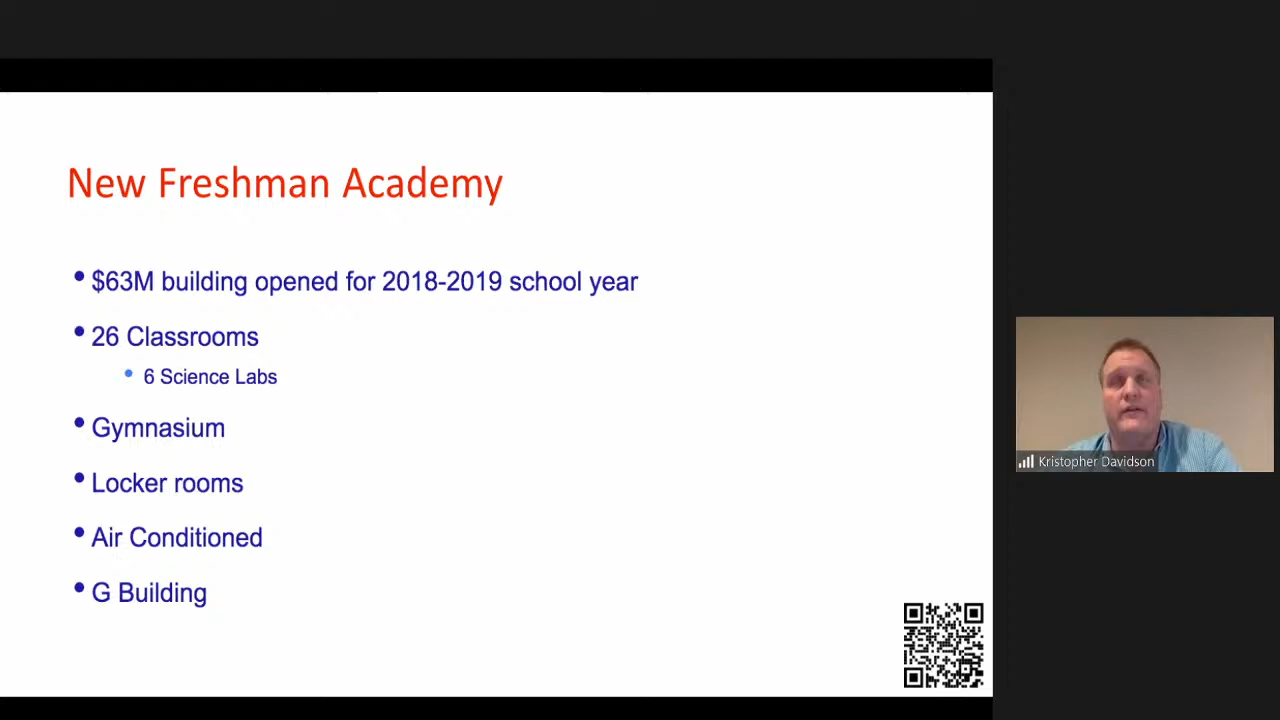 New Freshman Academy
• $63M building opened for 2018-2019 school year
• 26 Classrooms
• 6 Science Labs
• Gymnasium
• Locker rooms
• Air Conditioned
• G Building
Kristopher Davidson